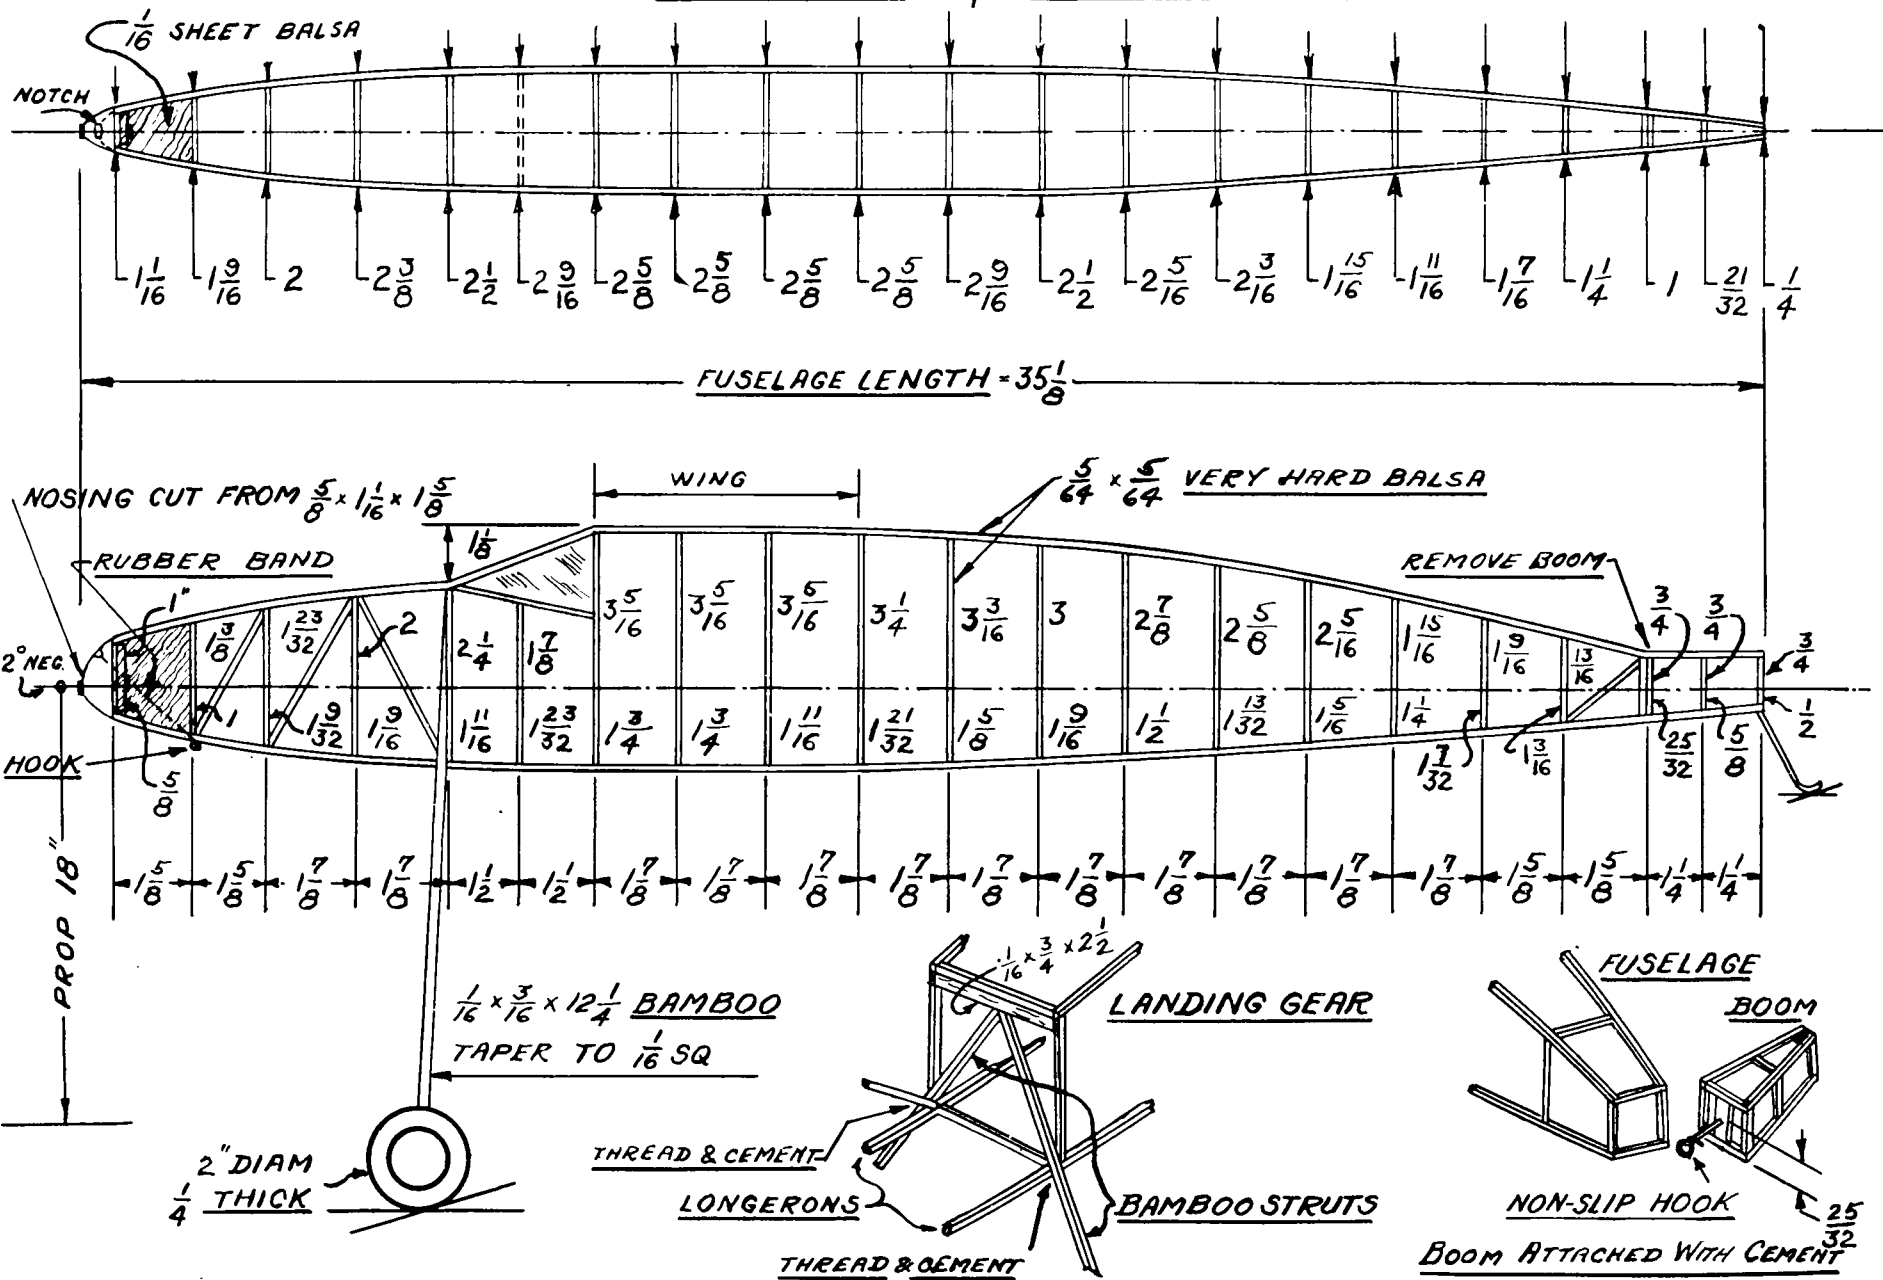 1/16 SHEET BALSA
NOTCH
1 1/16 1 9/16 2 2 3/8 2 1/2 2 9/16 2 5/8 2 5/8 2 5/8 2 5/8 2 9/16 2 1/2 2 5/16 2 3/16 1 15/16 1 11/16 1 7/16 1 1/4 1 21/32 1/4
FUSELAGE LENGTH = 35 1/8
WING
5/64 x 5/64 VERY HARD BALSA
NOSING CUT FROM 5/8 x 1 1/16 x 1 5/8
1 1/8
RUBBER BAND
REMOVE BOOM
1"
2° NEG.
1 3/8 1 23/32 2 2 1/4 1 7/8 3 5/16 3 5/16 3 5/16 3 1/4 3 3/16 3 2 7/8 2 5/8 2 5/16 1 15/16 1 9/16 13/16 3/4 3/4 3/4
1 1 9/32 1 9/16 1 11/16 1 23/32 1 3/4 1 3/4 1 11/16 1 21/32 1 5/8 1 9/16 1 1/2 1 13/32 1 5/16 1 1/4 1 7/32 1 3/16 25/32 5/8 1/2
HOOK
5/8
1 5/8 1 5/8 1 7/8 1 7/8 1 1/2 1 1/2 1 7/8 1 7/8 1 7/8 1 7/8 1 7/8 1 7/8 1 7/8 1 7/8 1 7/8 1 7/8 1 5/8 1 5/8 1 1/4 1 1/4
PROP 18"
1/16 x 3/16 x 12 1/4 BAMBOO
TAPER TO 1/16 SQ
2" DIAM
1/4 THICK
1/16 x 3/4 x 2 1/2
LANDING GEAR
THREAD & CEMENT
LONGERONS
BAMBOO STRUTS
THREAD & CEMENT
FUSELAGE
BOOM
NON-SLIP HOOK
25/32
BOOM ATTACHED WITH CEMENT